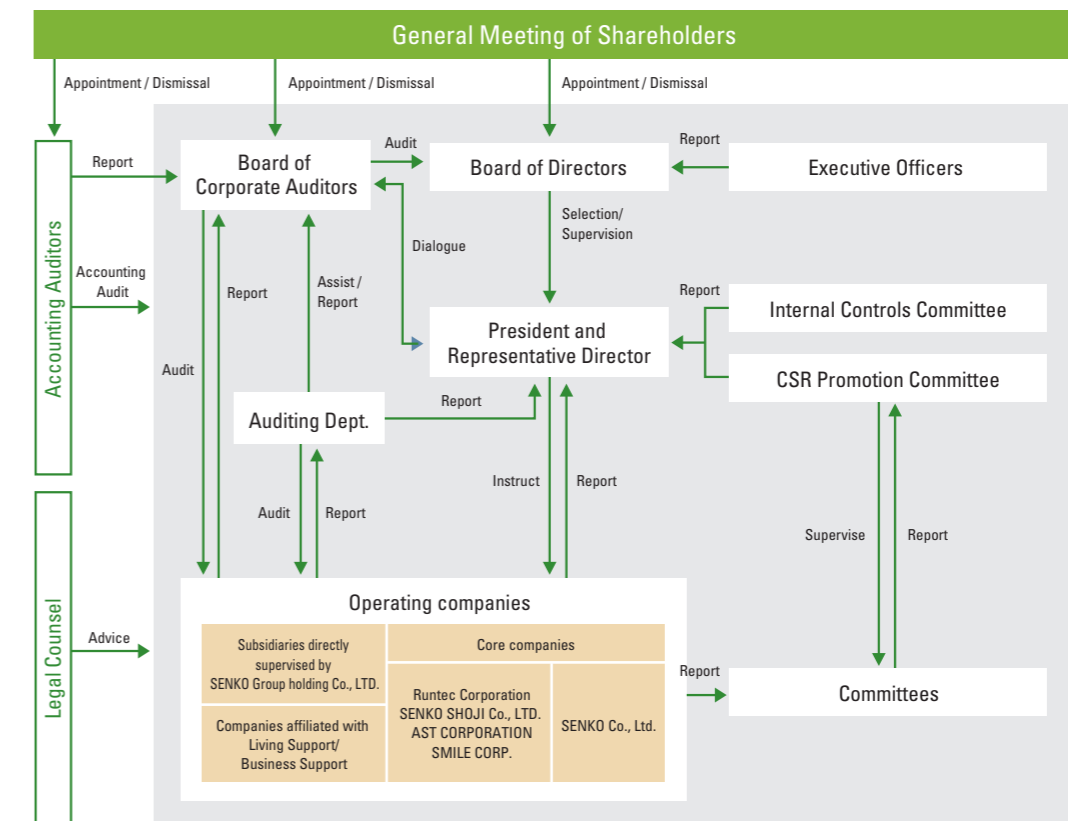 General Meeting of Shareholders
Appointment / Dismissal
Appointment / Dismissal
Appointment / Dismissal
Accounting Auditors
Report
Board of
Corporate Auditors
Audit
Board of Directors
Report
Executive Officers
Selection/
Supervision
Dialogue
Accounting
Audit
Report
Assist /
Report
Report
Internal Controls Committee
President and
Representative Director
Audit
CSR Promotion Committee
Auditing Dept.
Report
Instruct
Report
Audit
Report
Supervise
Report
Legal Counsel
Advice
Operating companies
Subsidiaries directly
supervised by
SENKO Group holding Co., LTD.
Companies affiliated with
Living Support/
Business Support
Core companies
Runtec Corporation
SENKO SHOJI Co., LTD.
AST CORPORATION
SMILE CORP.
SENKO Co., Ltd.
Report
Committees